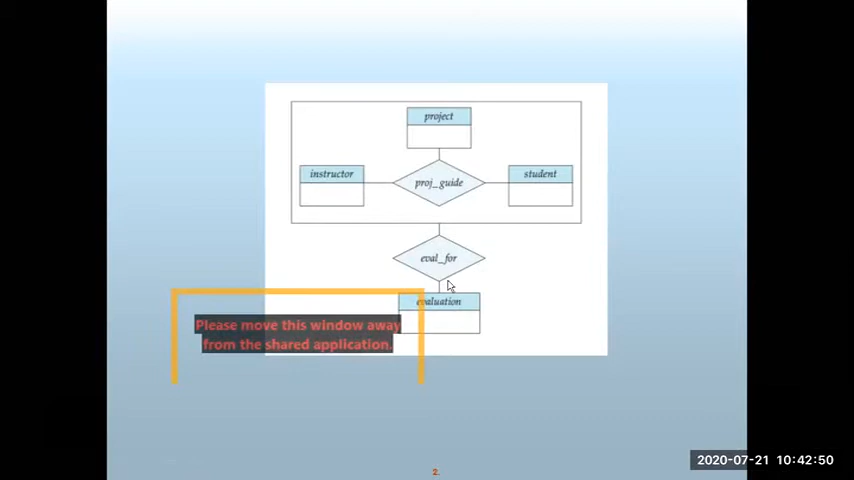 project
instructor
proj_guide
student
eval_for
evaluation
Please move this window away
from the shared application.
2020-07-21 10:42:50
2.